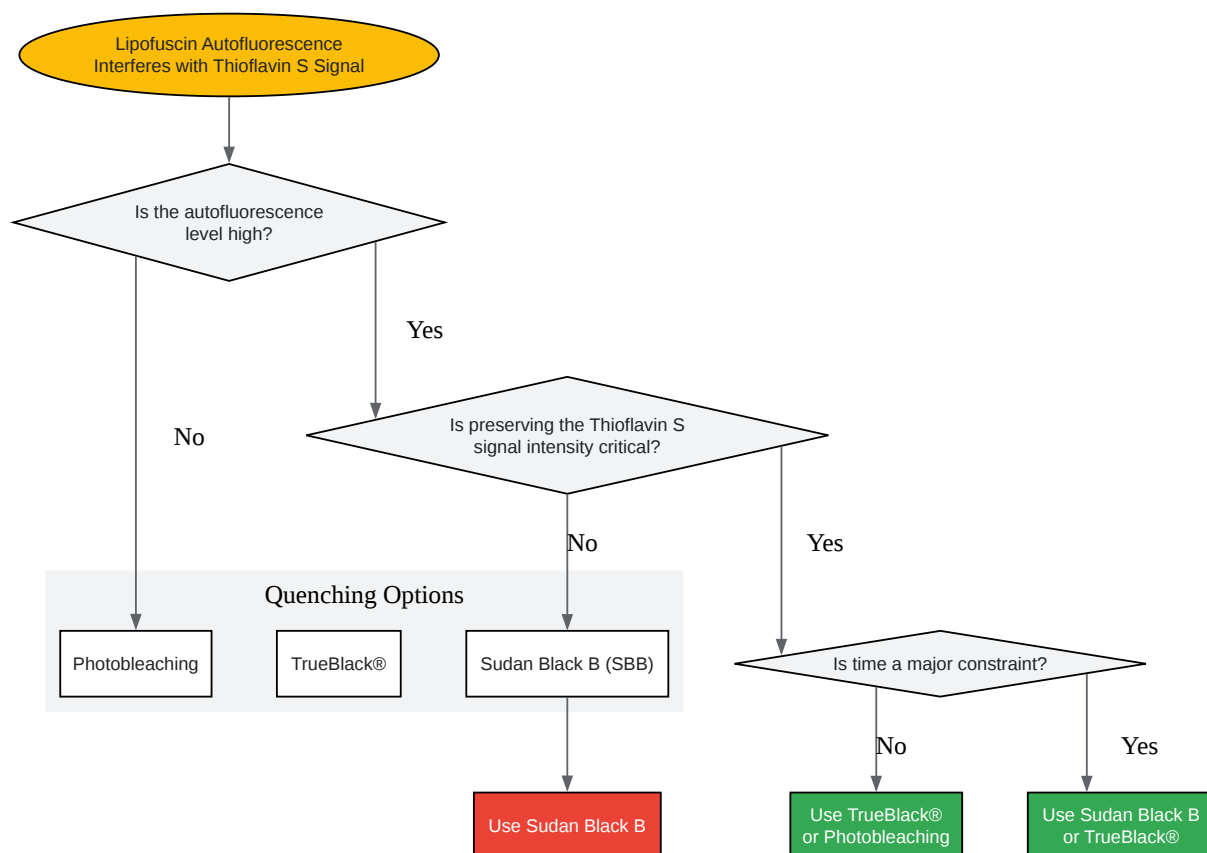 Lipofuscin Autofluorescence
Interferes with Thioflavin S Signal
Is the autofluorescence
level high?
Yes
No
Is preserving the Thioflavin S
signal intensity critical?
No
Yes
Quenching Options
Photobleaching
TrueBlack®
Sudan Black B (SBB)
Is time a major constraint?
No
Yes
Use Sudan Black B
Use TrueBlack®
or Photobleaching
Use Sudan Black B
or TrueBlack®